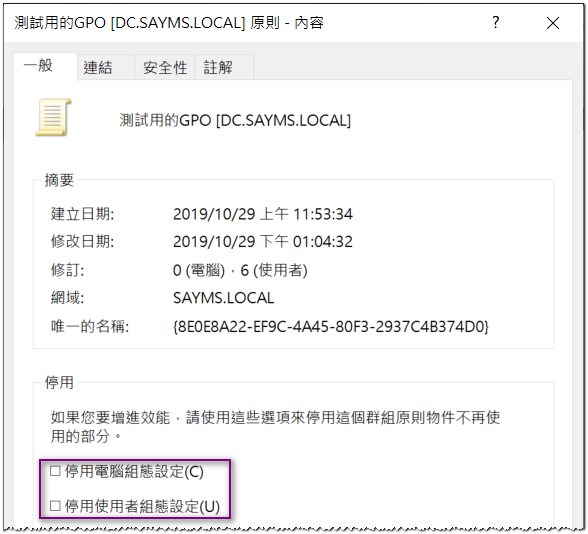 測試用的GPO [DC.SAYMS.LOCAL] 原則 - 內容
一般 連結 安全性 註解
測試用的GPO [DC.SAYMS.LOCAL]
摘要
建立日期: 2019/10/29 上午 11:53:34
修改日期: 2019/10/29 下午 01:04:32
修訂: 0 (電腦)，6 (使用者)
網域: SAYMS.LOCAL
唯一的名稱: {8E0E8A22-EF9C-4A45-80F3-2937C4B374D0}
停用
如果您要增進效能，請使用這些選項來停用這個群組原則物件不再使
用的部分。
停用電腦組態設定(C)
停用使用者組態設定(U)